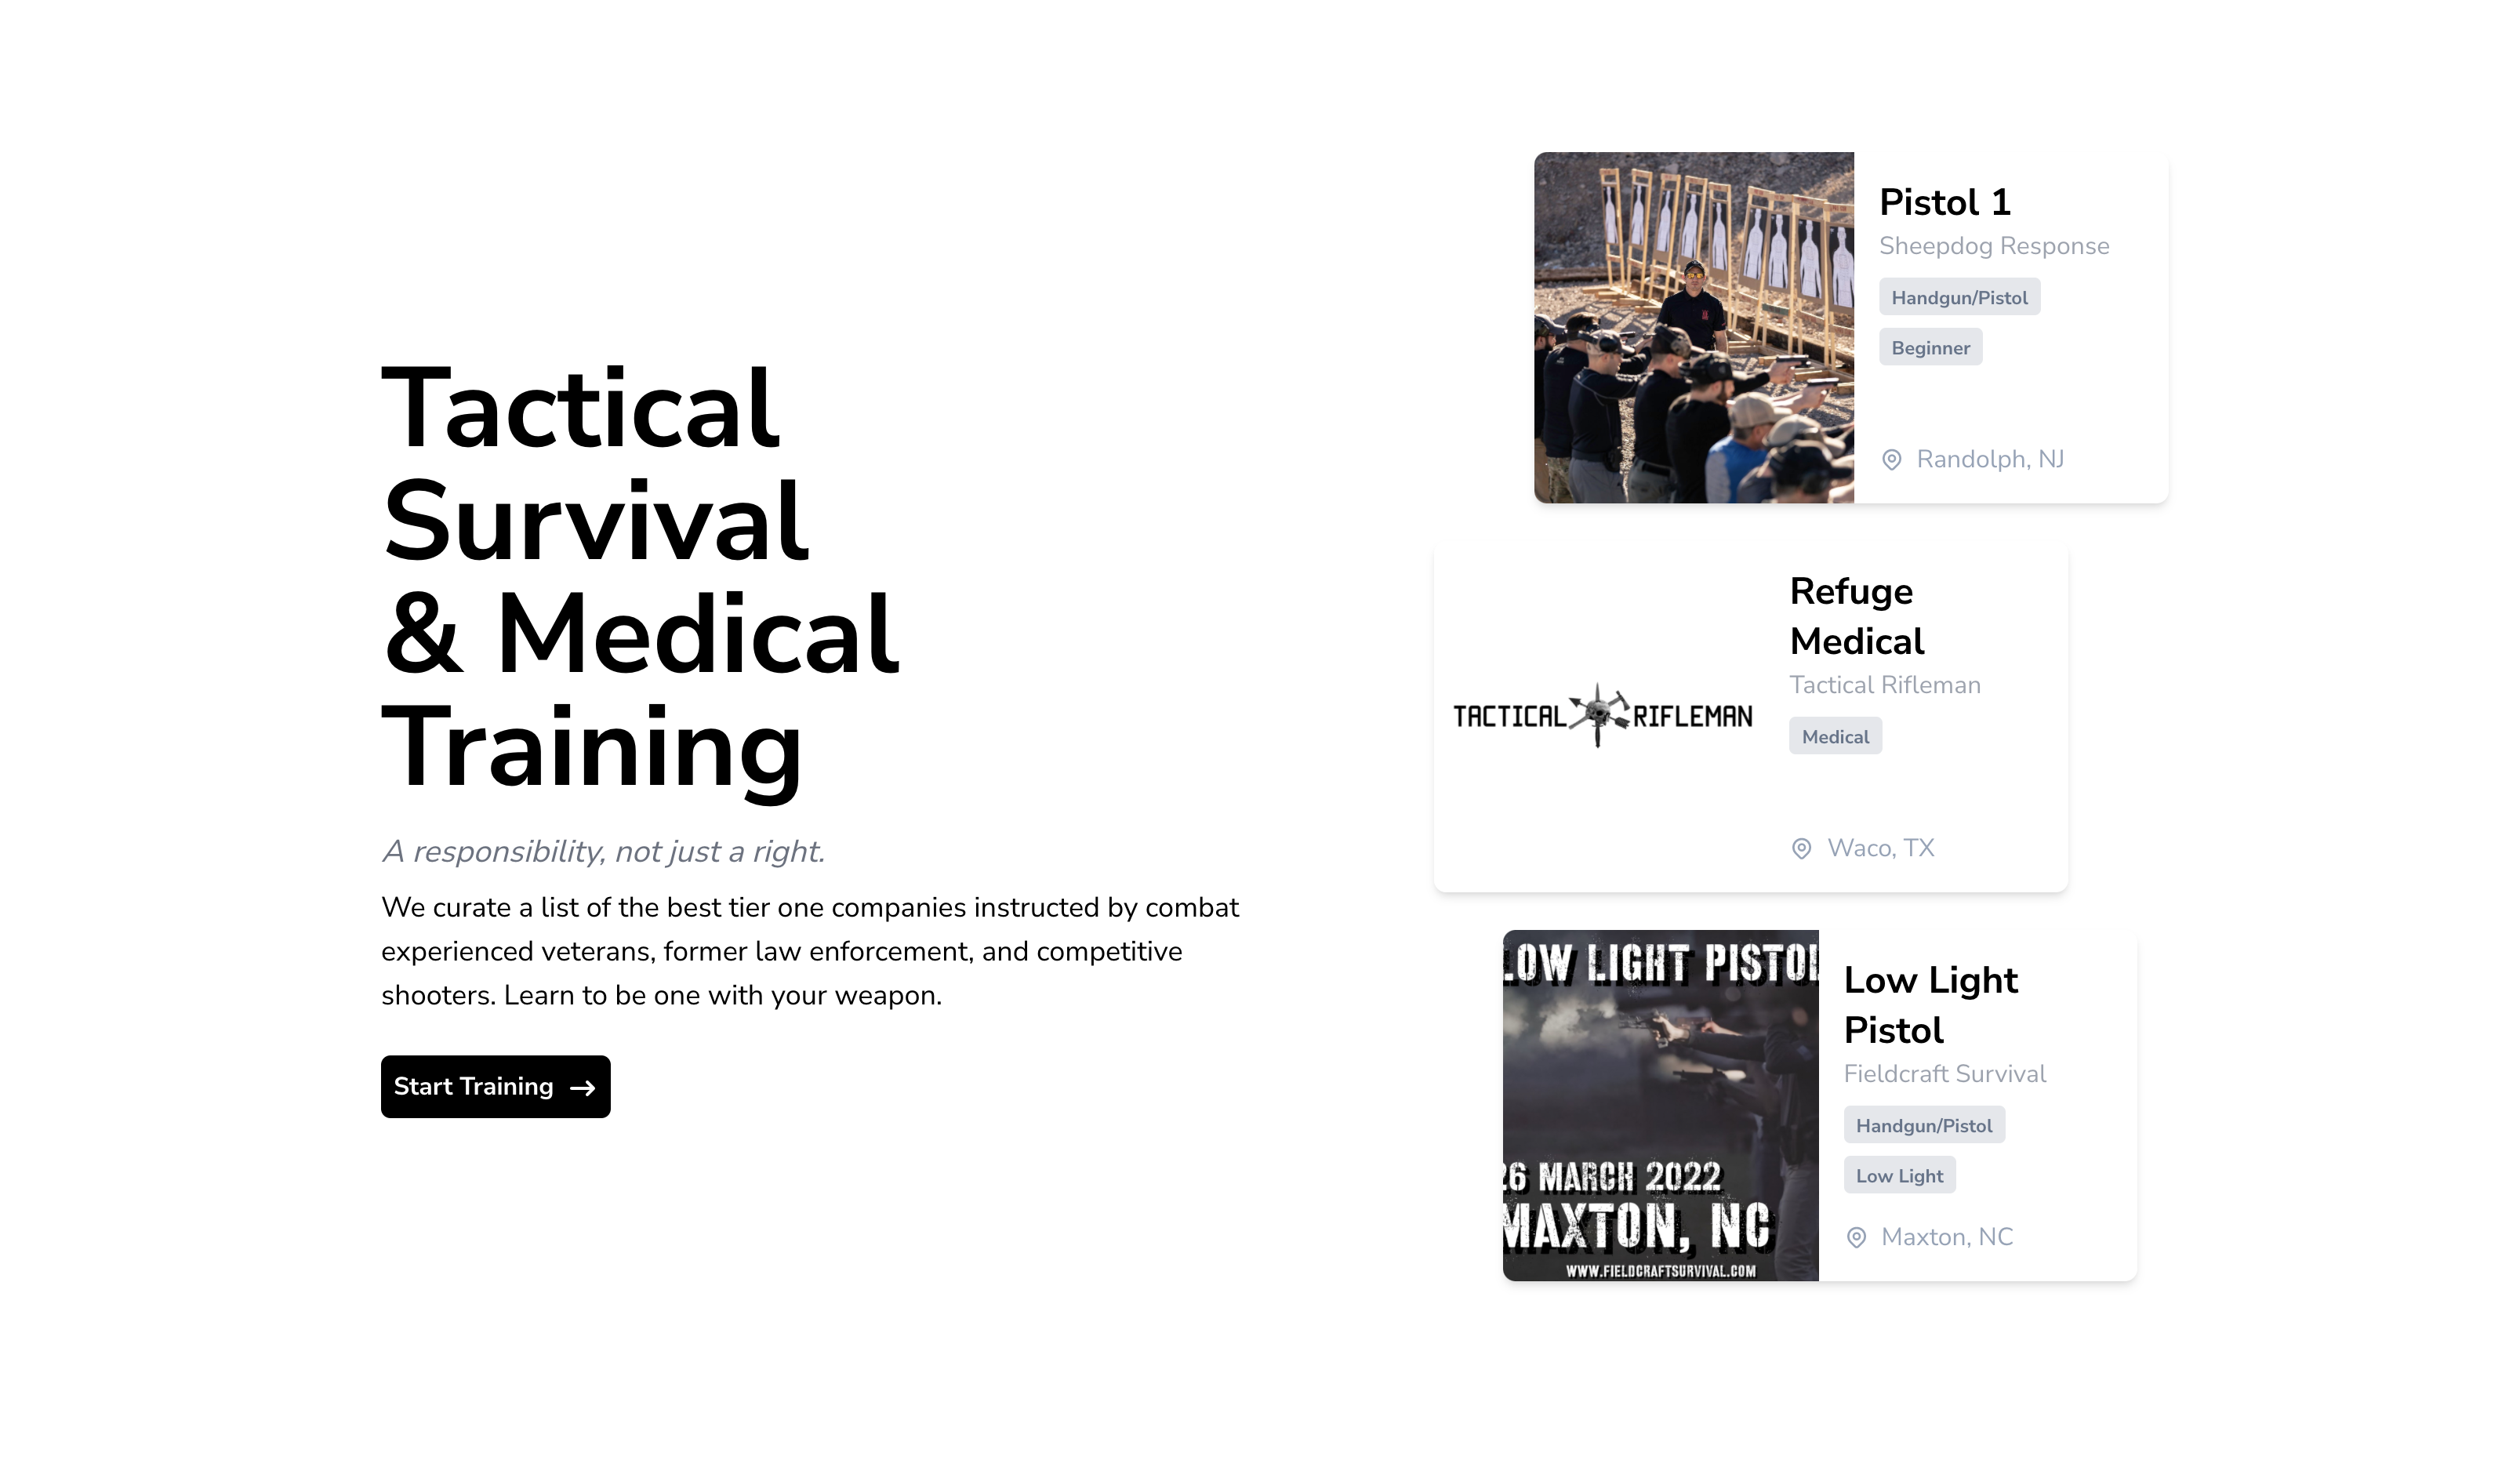 Tactical
Survival
& Medical
Training
A responsibility, not just a right.
We curate a list of the best tier one companies instructed by combat
experienced veterans, former law enforcement, and competitive
shooters. Learn to be one with your weapon.
Start Training
Pistol 1
Sheepdog Response
Handgun/Pistol
Beginner
Randolph, NJ
TACTICAL RIFLEMAN
Refuge
Medical
Tactical Rifleman
Medical
Waco, TX
LOW LIGHT PISTOL
26 MARCH 2022
MAXTON, NC
WWW.FIELDCRAFTSURVIVAL.COM
Low Light
Pistol
Fieldcraft Survival
Handgun/Pistol
Low Light
Maxton, NC